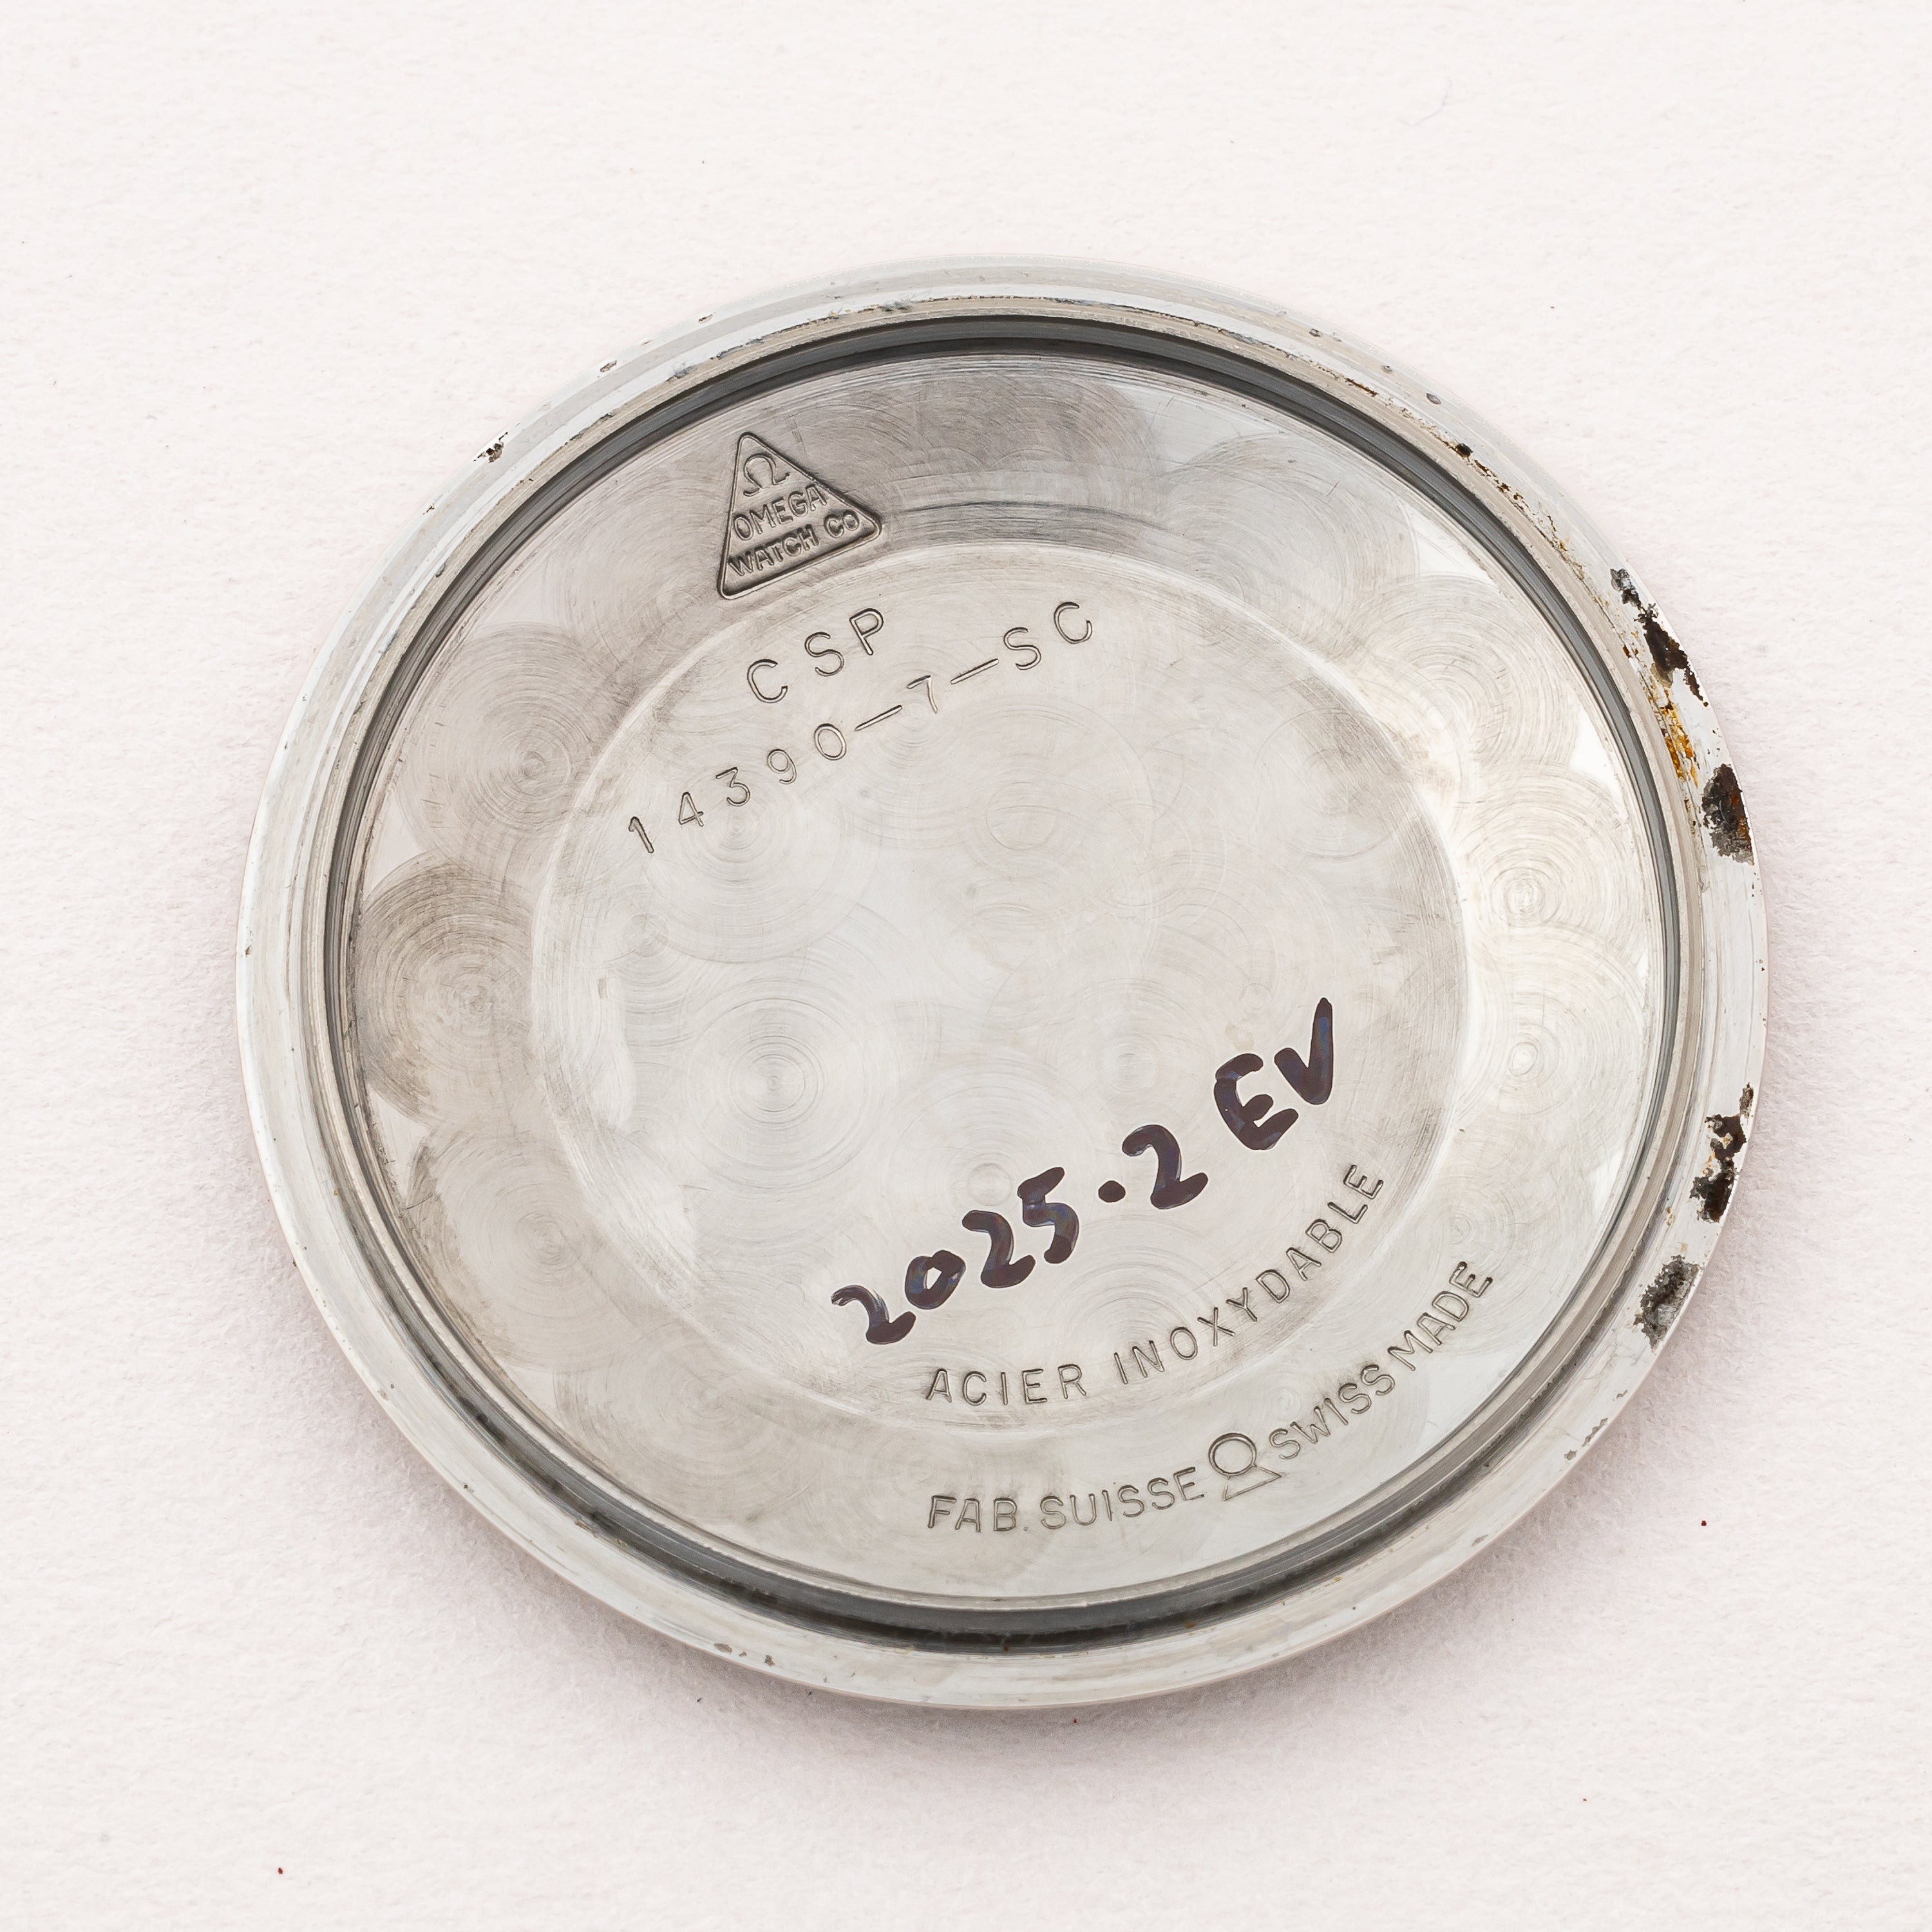 Ω
OMEGA
WATCH Co
CSP
14390-7-SC
2025·2 EV
ACIER INOXYDABLE
FAB. SUISSE SWISS MADE